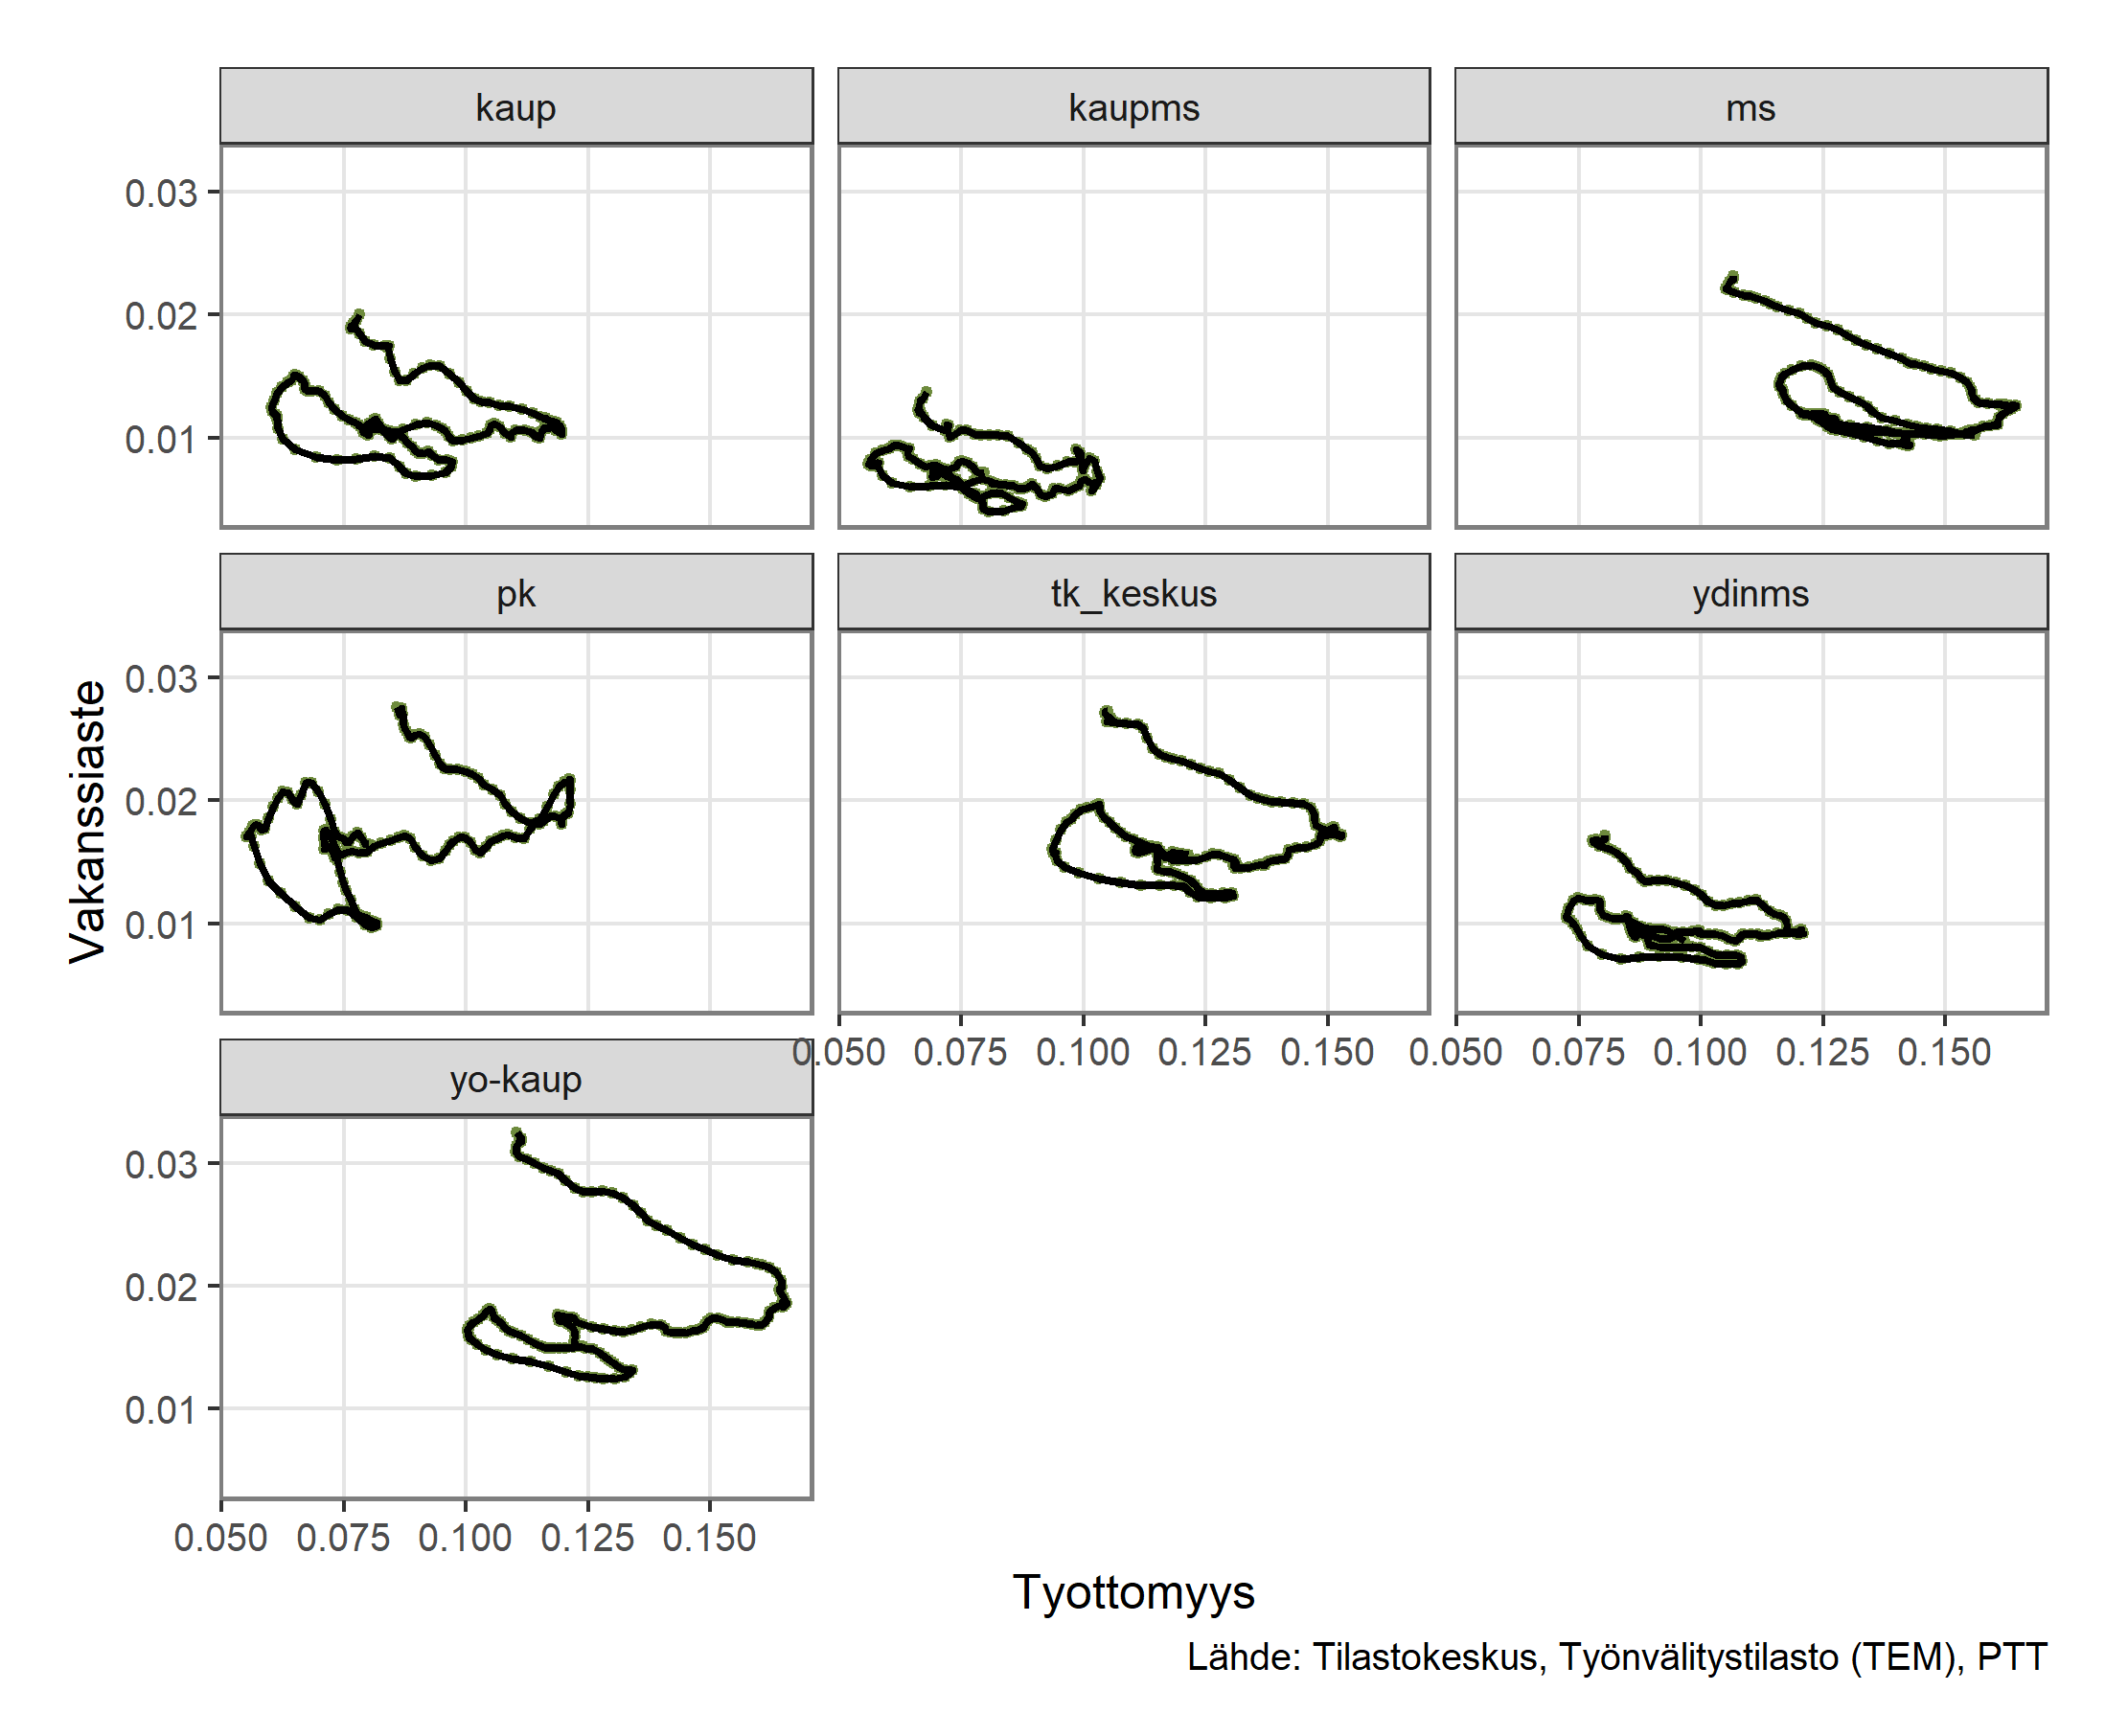 kaup kaupms ms
0.03
0.02
0.01
pk tk_keskus ydinms
0.03
0.02
0.01
0.050 0.075 0.100 0.125 0.150 0.050 0.075 0.100 0.125 0.150
yo-kaup
0.03
0.02
0.01
0.050 0.075 0.100 0.125 0.150
Vakanssiaste
Tyottomyys
Lähde: Tilastokeskus, Työnvälitystilasto (TEM), PTT